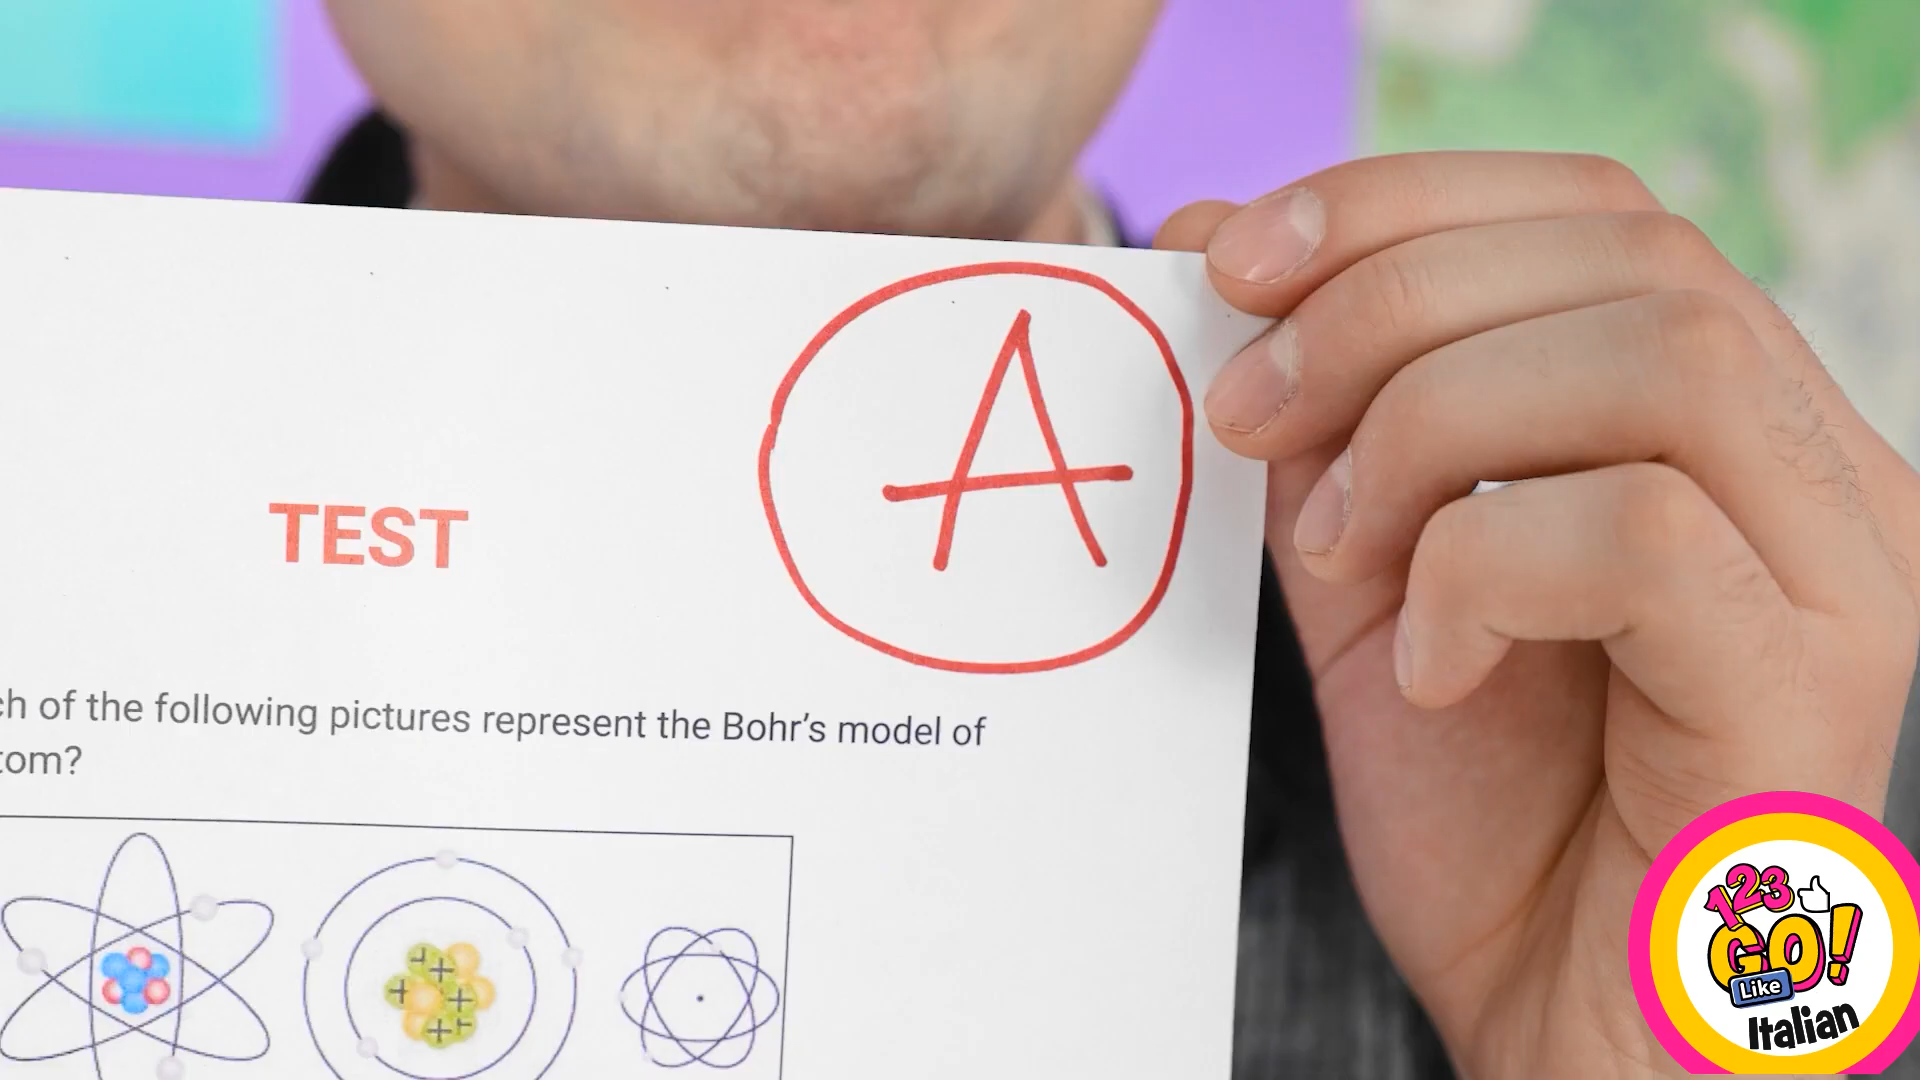 A
TEST
ch of the following pictures represent the Bohr's model of
tom?
123
GO!
Like
Italian